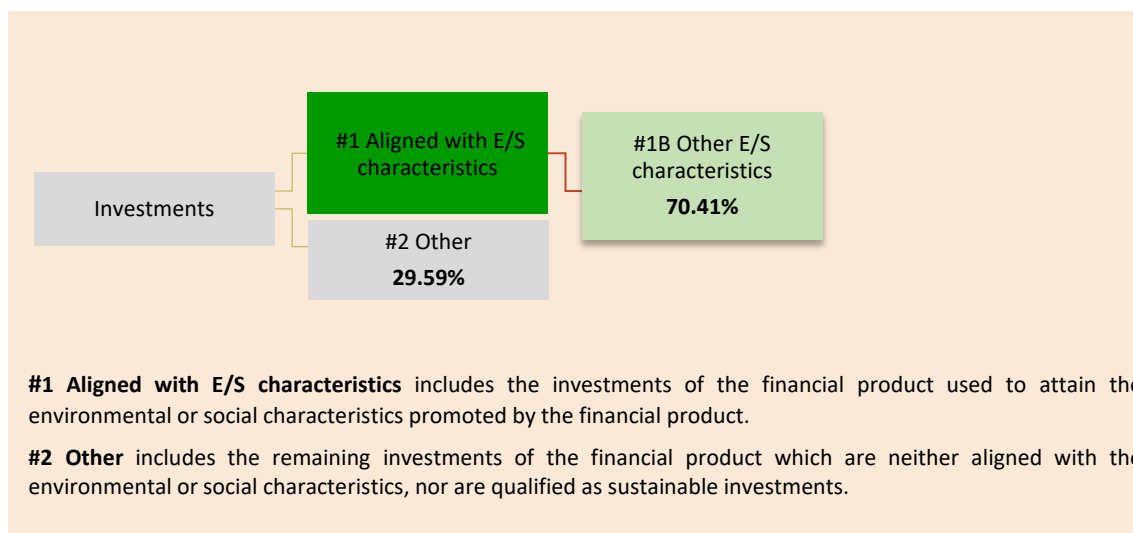 #1 Aligned with E/S
characteristics
#1B Other E/S
characteristics
70.41%
Investments
#2 Other
29.59%
#1 Aligned with E/S characteristics includes the investments of the financial product used to attain the
environmental or social characteristics promoted by the financial product.
#2 Other includes the remaining investments of the financial product which are neither aligned with the
environmental or social characteristics, nor are qualified as sustainable investments.